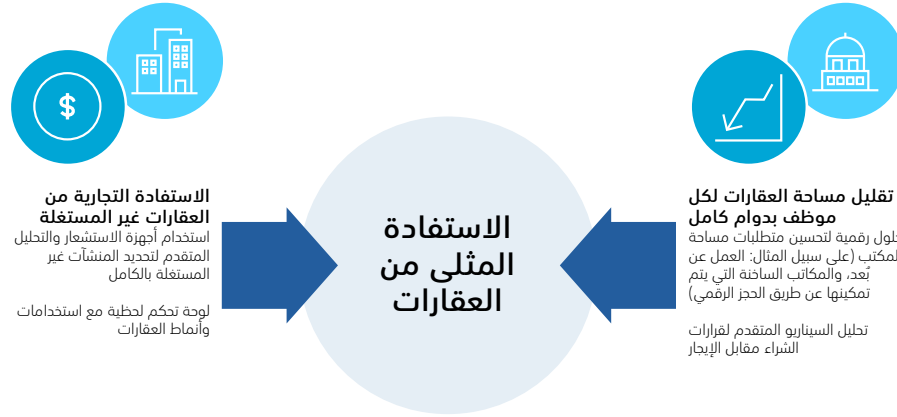 تقليل مساحة العقارات لكل
موظف بدوام كامل
حلول رقمية لتحسين متطلبات مساحة
المكتب (على سبيل المثال: العمل عن
بُعد، والمكاتب الساخنة التي يتم
تمكينها عن طريق الحجز الرقمي)
تحليل السيناريو المتقدم لقرارات
الشراء مقابل الإيجار
الاستفادة
المثلى من
العقارات
$
الاستفادة التجارية من
العقارات غير المستغلة
استخدام أجهزة الاستشعار والتحليل
المتقدم لتحديد المنشآت غير
المستغلة بالكامل
لوحة تحكم لحظية مع استخدامات
وأنماط العقارات